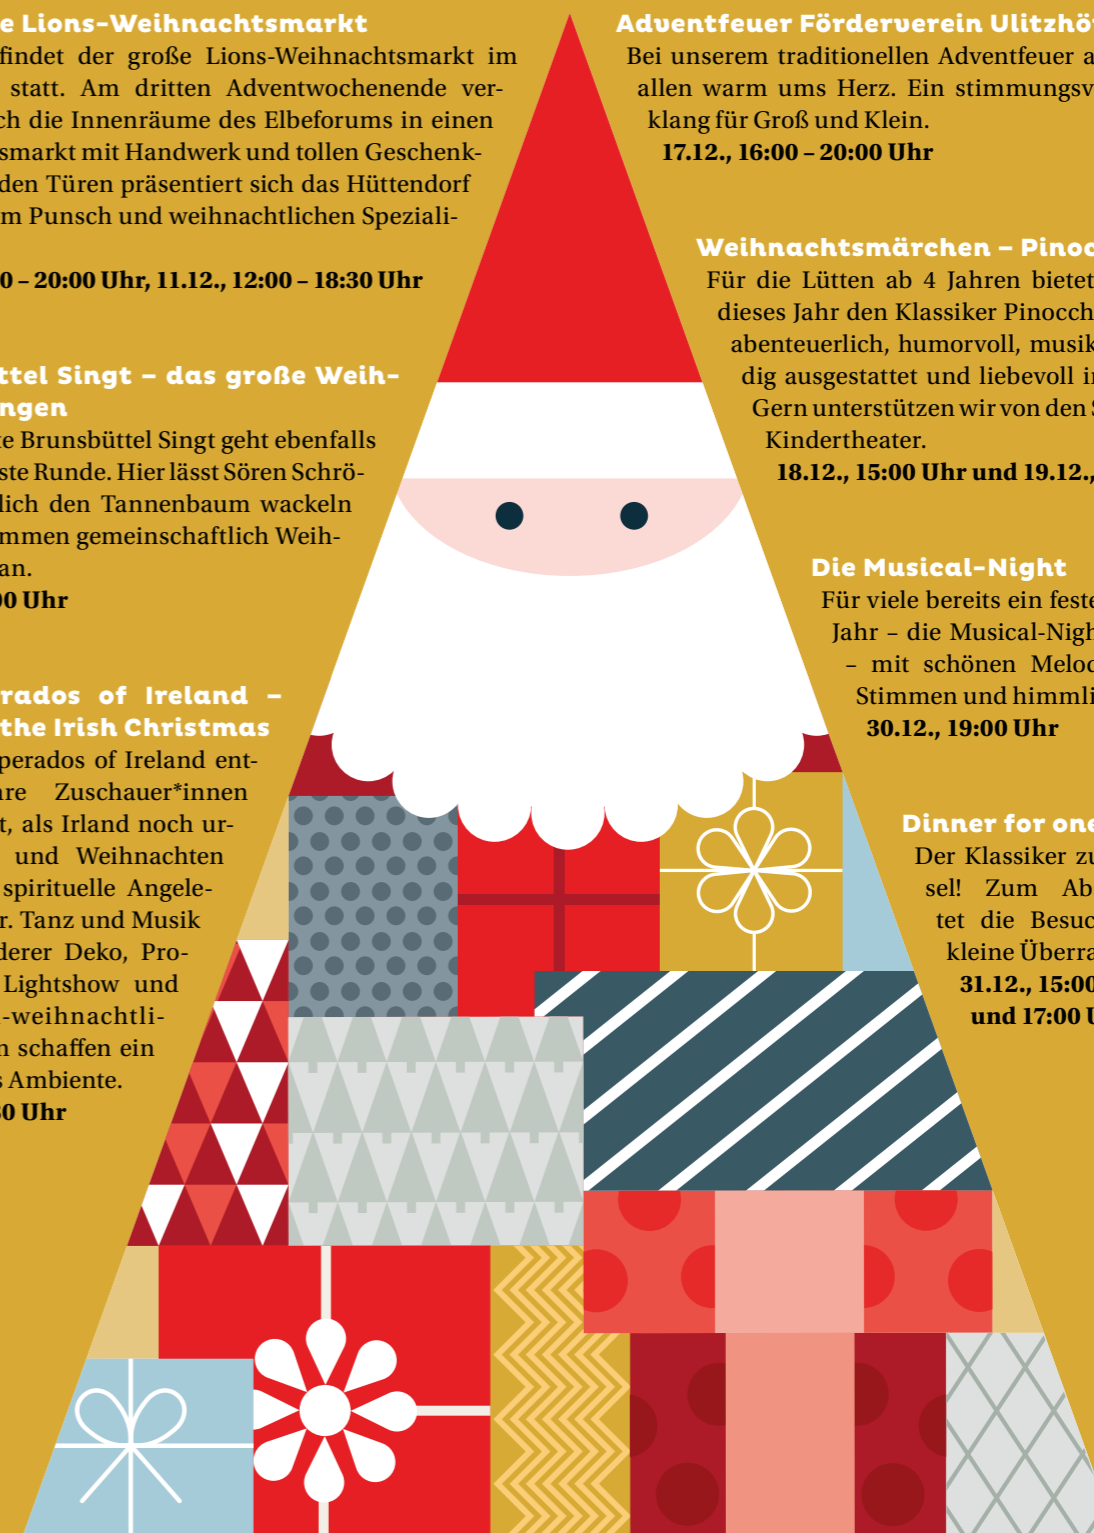 e Lions-Weihnachtsmarkt
findet der große Lions-Weihnachtsmarkt im
statt. Am dritten Adventwochenende ver-
ch die Innenräume des Elbeforums in einen
smarkt mit Handwerk und tollen Geschenk-
den Türen präsentiert sich das Hüttendorf
m Punsch und weihnachtlichen Speziali-
0 – 20:00 Uhr, 11.12., 12:00 – 18:30 Uhr
ttel Singt – das große Weih-
ngen
te Brunsbüttel Singt geht ebenfalls
ste Runde. Hier lässt Sören Schrö-
lich den Tannenbaum wackeln
mmen gemeinschaftlich Weih-
an.
00 Uhr
rados of Ireland –
the Irish Christmas
perados of Ireland ent-
hre Zuschauer*innen
t, als Irland noch ur-
und Weihnachten
spirituelle Angele-
r. Tanz und Musik
derer Deko, Pro-
Lightshow und
-weihnachtli-
n schaffen ein
s Ambiente.
30 Uhr
Adventfeuer Förderverein Ulitzhö
Bei unserem traditionellen Adventfeuer a
allen warm ums Herz. Ein stimmungsv
klang für Groß und Klein.
17.12., 16:00 – 20:00 Uhr
Weihnachtsmärchen – Pinoc
Für die Lütten ab 4 Jahren bietet
dieses Jahr den Klassiker Pinocch
abenteuerlich, humorvoll, musik
dig ausgestattet und liebevoll i
Gern unterstützen wir von den S
Kindertheater.
18.12., 15:00 Uhr und 19.12.,
Die Musical-Night
Für viele bereits ein feste
Jahr – die Musical-Nigh
– mit schönen Meloc
Stimmen und himmli
30.12., 19:00 Uhr
Dinner for one
Der Klassiker zu
sel! Zum Ab
tet die Besuc
kleine Überra
31.12., 15:00
und 17:00 U